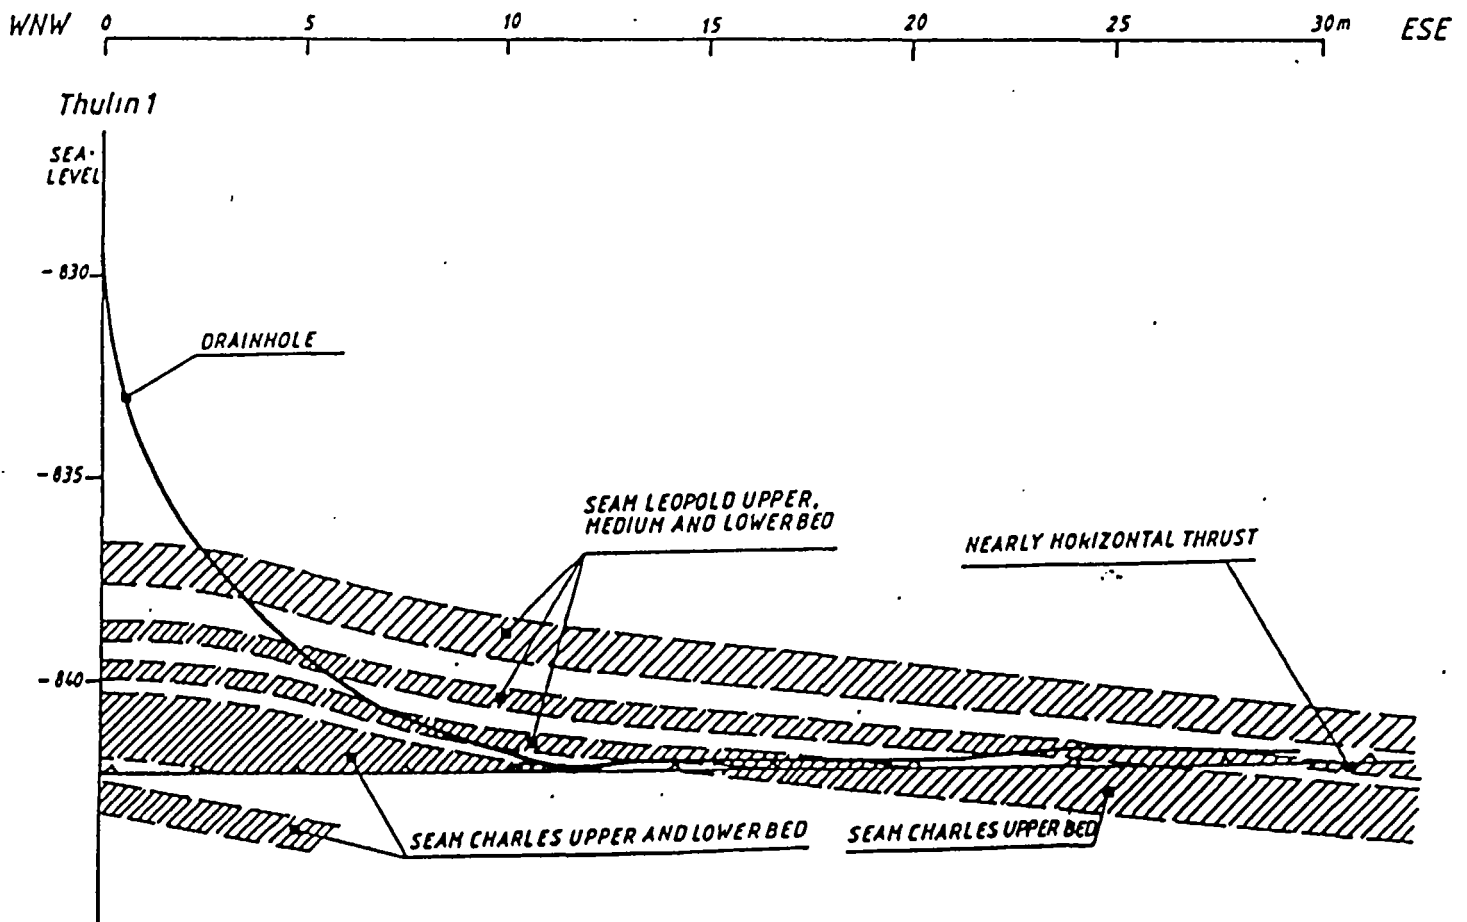 WNW 0 5 10 15 20 25 30m ESE
Thulin 1
SEA-
LEVEL
-830
DRAINHOLE
-835
SEAM LEOPOLD UPPER,
MEDIUM AND LOWER BED
NEARLY HORIZONTAL THRUST
-840
SEAM CHARLES UPPER AND LOWER BED
SEAM CHARLES UPPER BED